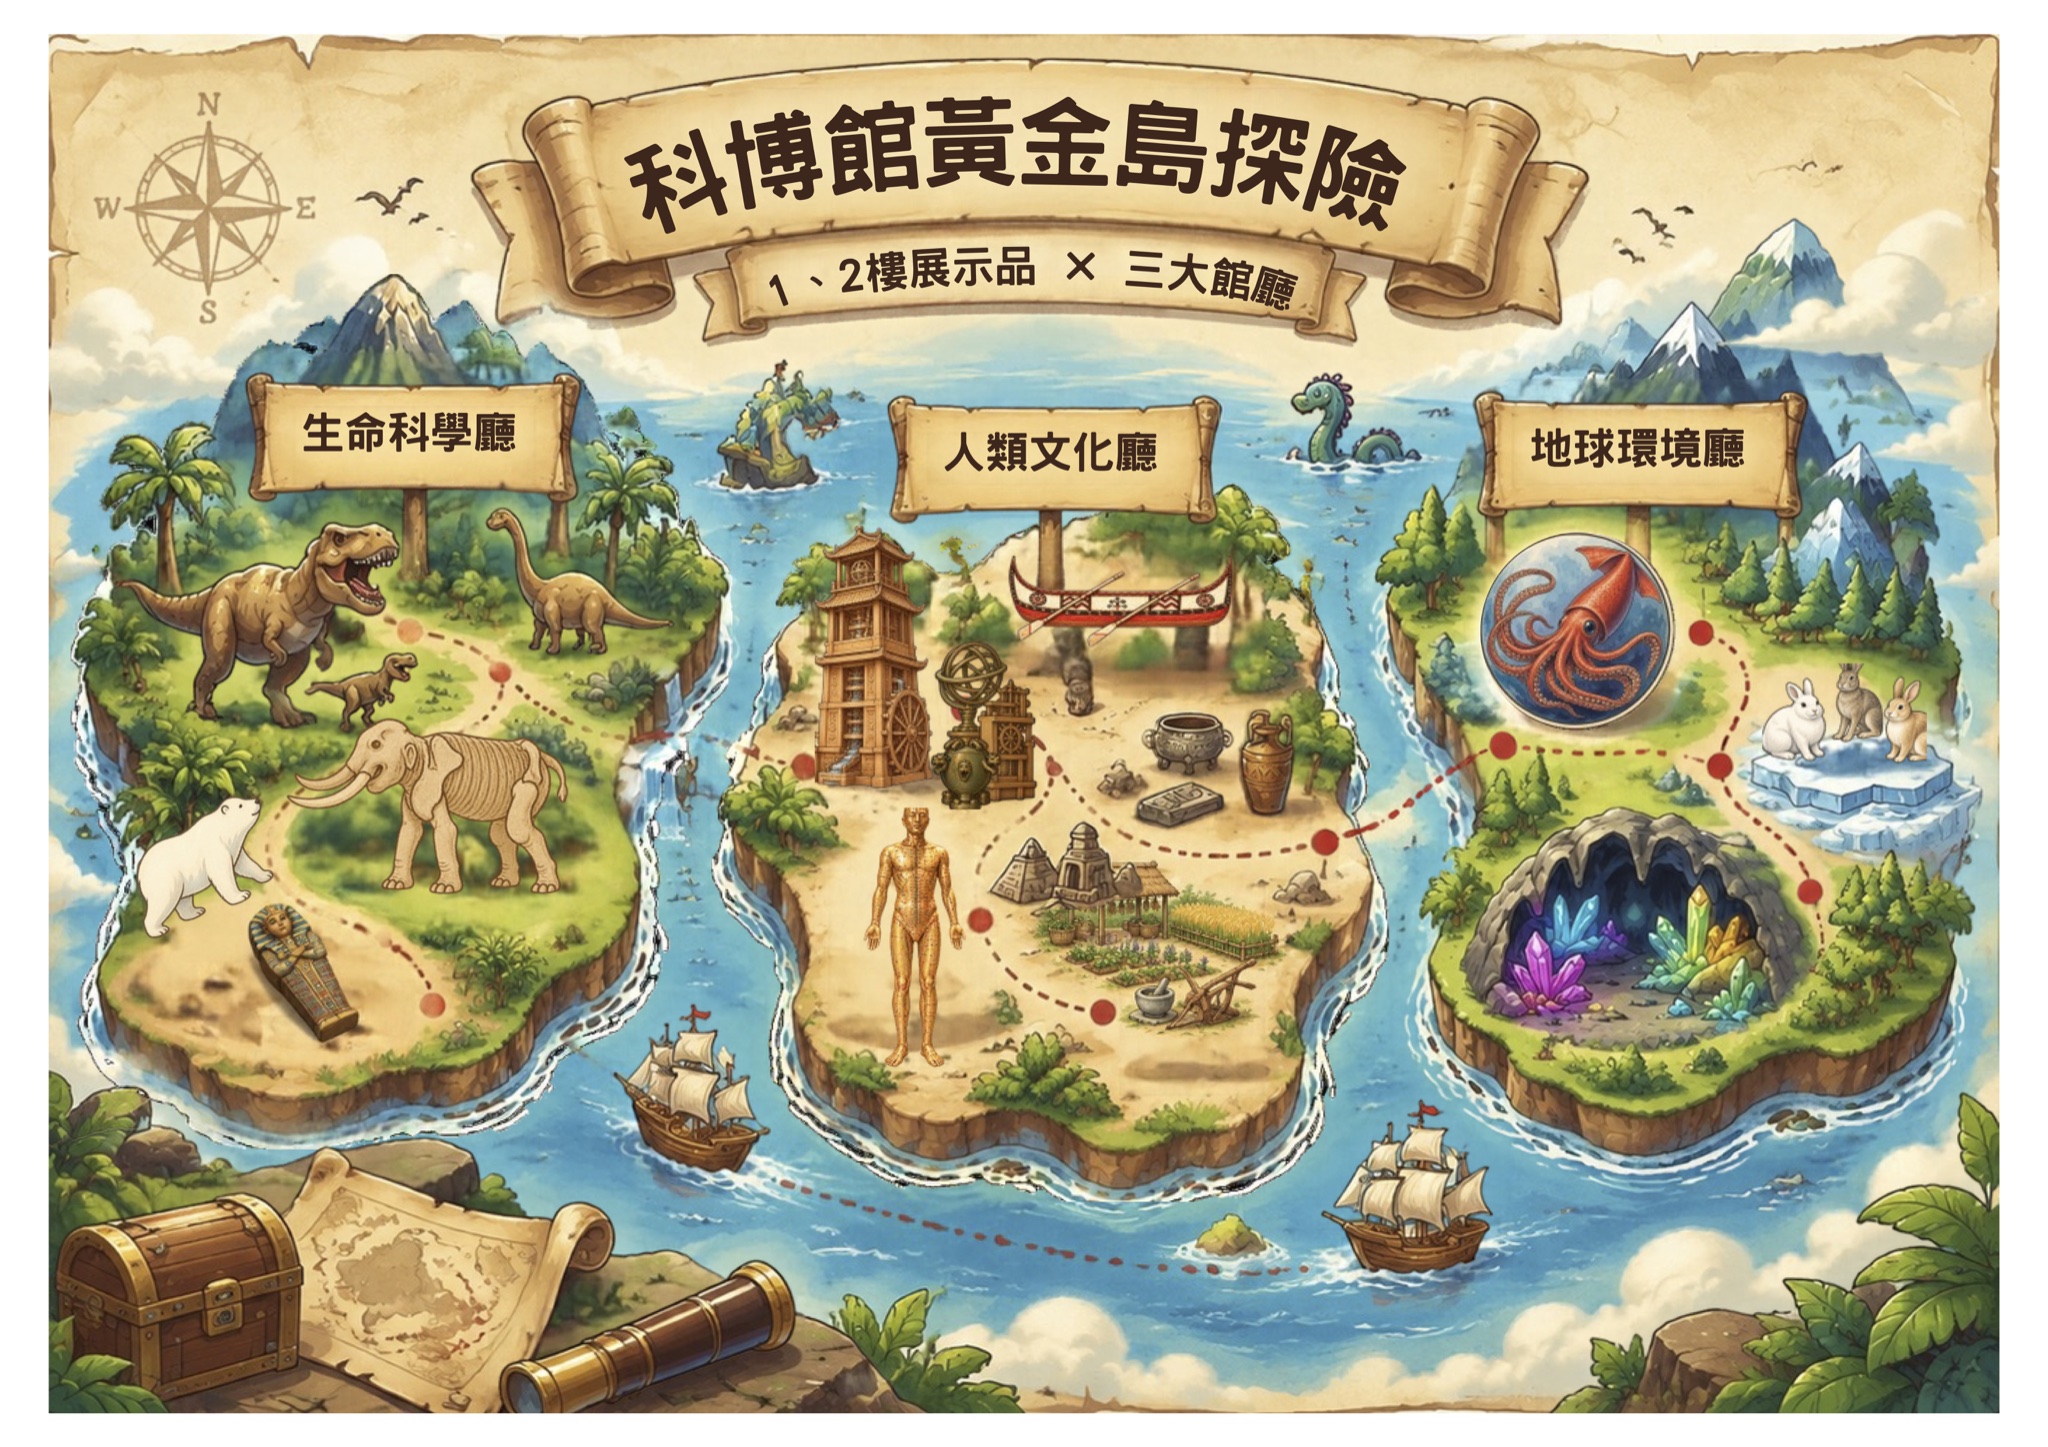 科博館黃金島探險
1、2樓展示品 × 三大館廳
N
W
E
S
生命科學廳
人類文化廳
地球環境廳